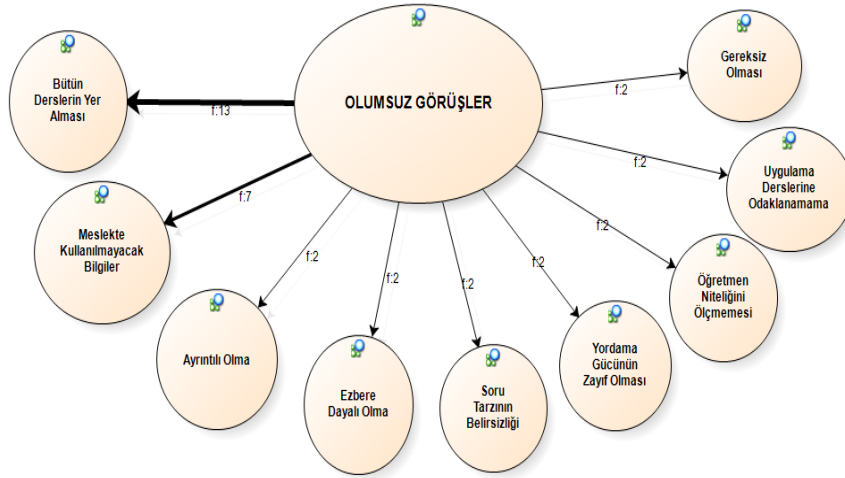 OLUMSUZ GÖRÜŞLER
Bütün
Derslerin Yer
Alması
f:13
Meslekte
Kullanılmayacak
Bilgiler
f:7
Ayrıntılı Olma
f:2
Ezbere
Dayalı Olma
f:2
Soru
Tarzının
Belirsizliği
f:2
Yordama
Gücünün
Zayıf Olması
f:2
Öğretmen
Niteliğini
Ölçmemesi
f:2
Uygulama
Derslerine
Odaklanamama
f:2
Gereksiz
Olması
f:2